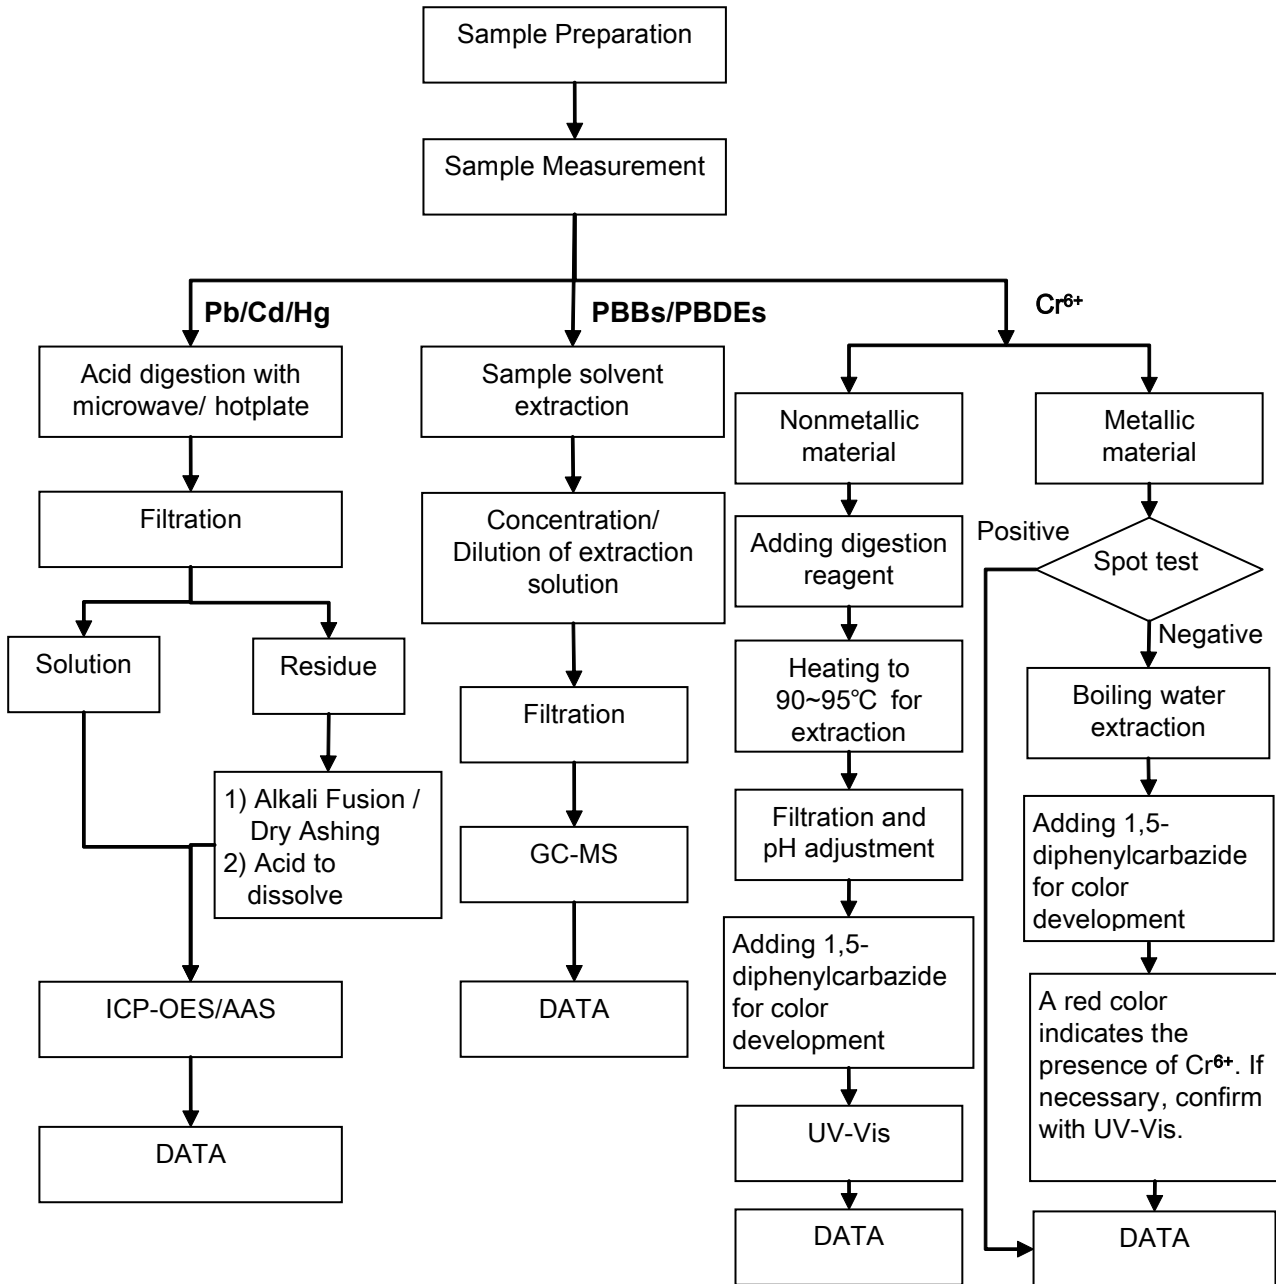 Sample Preparation
Sample Measurement
Pb/Cd/Hg
PBBs/PBDEs
Cr⁶⁺
Acid digestion with
microwave/ hotplate
Filtration
Solution
Residue
1) Alkali Fusion /
Dry Ashing
2) Acid to
dissolve
ICP-OES/AAS
DATA
Sample solvent
extraction
Concentration/
Dilution of extraction
solution
Filtration
GC-MS
DATA
Nonmetallic
material
Adding digestion
reagent
Heating to
90~95℃ for
extraction
Filtration and
pH adjustment
Adding 1,5-
diphenylcarbazide
for color
development
UV-Vis
DATA
Metallic
material
Positive
Spot test
Negative
Boiling water
extraction
Adding 1,5-
diphenylcarbazide
for color
development
A red color
indicates the
presence of Cr⁶⁺. If
necessary, confirm
with UV-Vis.
DATA